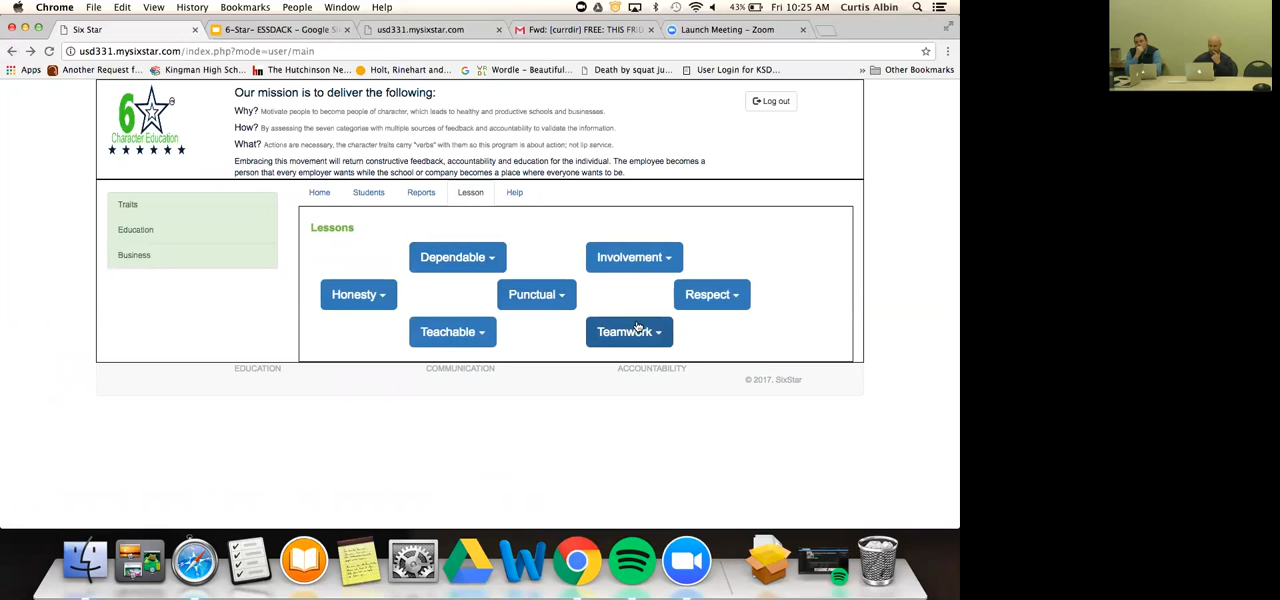 Chrome File Edit View History Bookmarks People Window Help 43% Fri 10:25 AM Curtis Albin
Six Star 6-Star- ESSDACK - Google Sli usd331.mysixstar.com Fwd: [currdir] FREE: THIS FRID Launch Meeting - Zoom
usd331.mysixstar.com/index.php?mode=user/main
Apps Another Request f... Kingman High Sch... The Hutchinson Ne... Holt, Rinehart and... Wordle - Beautiful... Death by squat ju... User Login for KSD... » Other Bookmarks
6
Character Education
Our mission is to deliver the following:
Why? Motivate people to become people of character, which leads to healthy and productive schools and businesses.
How? By assessing the seven categories with multiple sources of feedback and accountability to validate the information.
What? Actions are necessary, the character traits carry "verbs" with them so this program is about action; not lip service.
Embracing this movement will return constructive feedback, accountability and education for the individual. The employee becomes a
person that every employer wants while the school or company becomes a place where everyone wants to be.
Log out
Traits
Education
Business
Home Students Reports Lesson Help
Lessons
Dependable Involvement
Honesty Punctual Respect
Teachable Teamwork
EDUCATION COMMUNICATION ACCOUNTABILITY
© 2017. SixStar